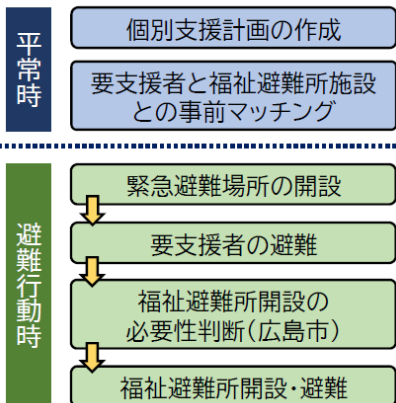 平常時
個別支援計画の作成
要支援者と福祉避難所施設
との事前マッチング
避難行動時
緊急避難場所の開設
要支援者の避難
福祉避難所開設の
必要性判断(広島市)
福祉避難所開設・避難